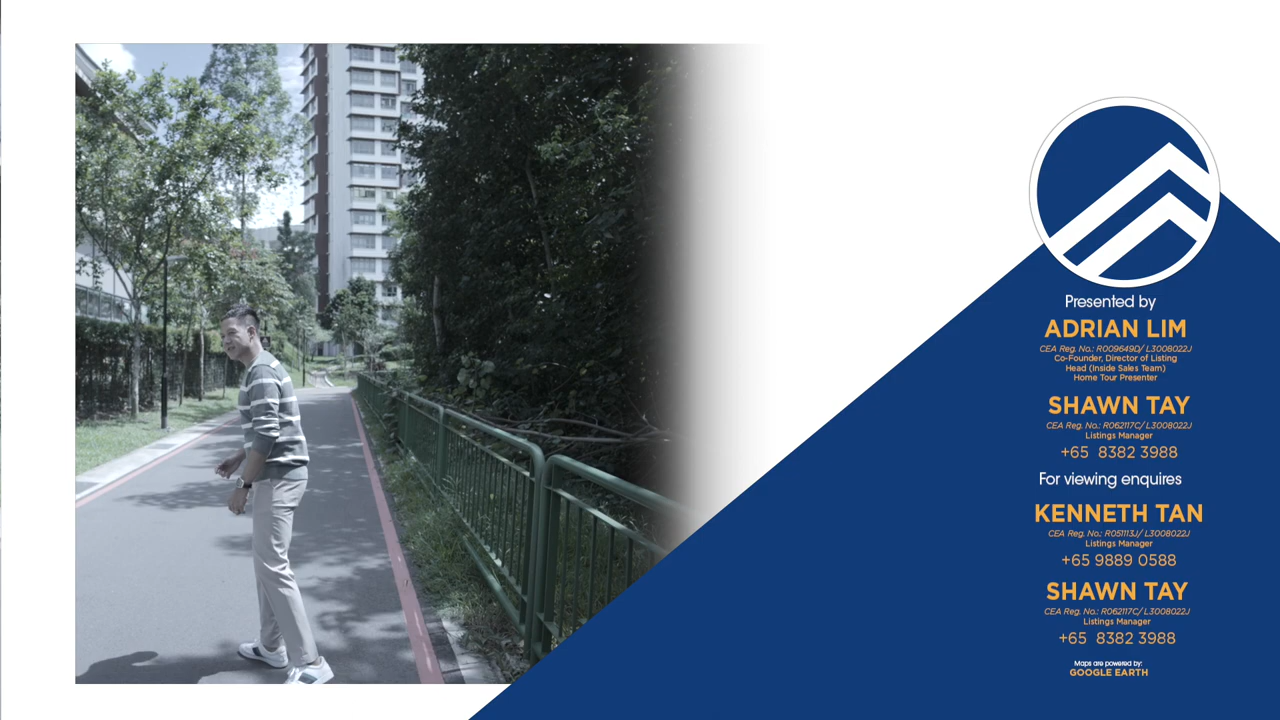 Presented by
ADRIAN LIM
CEA Reg. No.: R009649D/ L3008022J
Co-Founder, Director of Listing
Head (Inside Sales Team)
Home Tour Presenter
SHAWN TAY
CEA Reg. No.: R062117C/ L3008022J
Listings Manager
+65 8382 3988
For viewing enquires
KENNETH TAN
CEA Reg. No.: R051113J/ L3008022J
Listings Manager
+65 9889 0588
SHAWN TAY
CEA Reg. No.: R062117C/ L3008022J
Listings Manager
+65 8382 3988
Maps are powered by:
GOOGLE EARTH